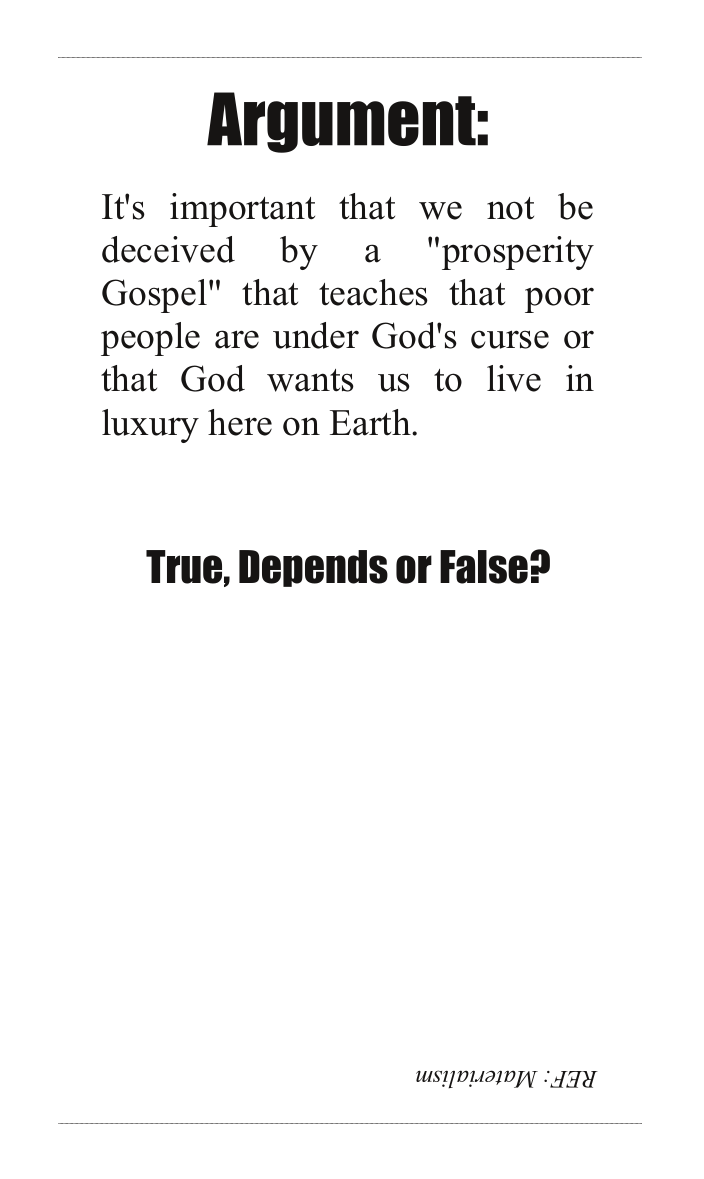 Argument:
It's important that we not be
deceived by a "prosperity
Gospel" that teaches that poor
people are under God's curse or
that God wants us to live in
luxury here on Earth.
True, Depends or False?
REF: Materialism